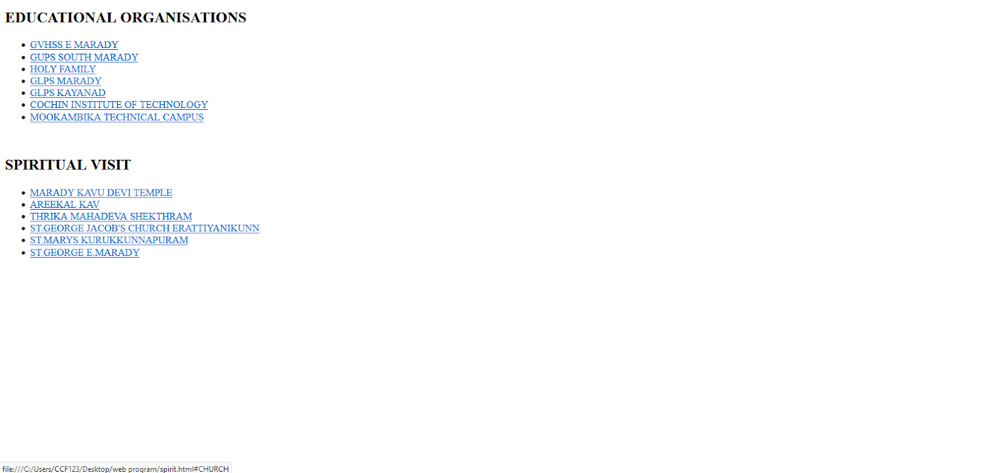 EDUCATIONAL ORGANISATIONS
GVHSS E MARADY
GUPS SOUTH MARADY
HOLY FAMILY
GLPS MARADY
GLPS KAYANAD
COCHIN INSTITUTE OF TECHNOLOGY
MOOKAMBIKA TECHNICAL CAMPUS
SPIRITUAL VISIT
MARADY KAVU DEVI TEMPLE
AREEKAL KAV
THRIKA MAHADEVA SHEKTHRAM
ST.GEORGE JACOB'S CHURCH ERATTIYANIKUNN
ST.MARYS KURUKKUNNAPURAM
ST.GEORGE E.MARADY
file:///C:/Users/CCF123/Desktop/web program/spirit.html#CHURCH